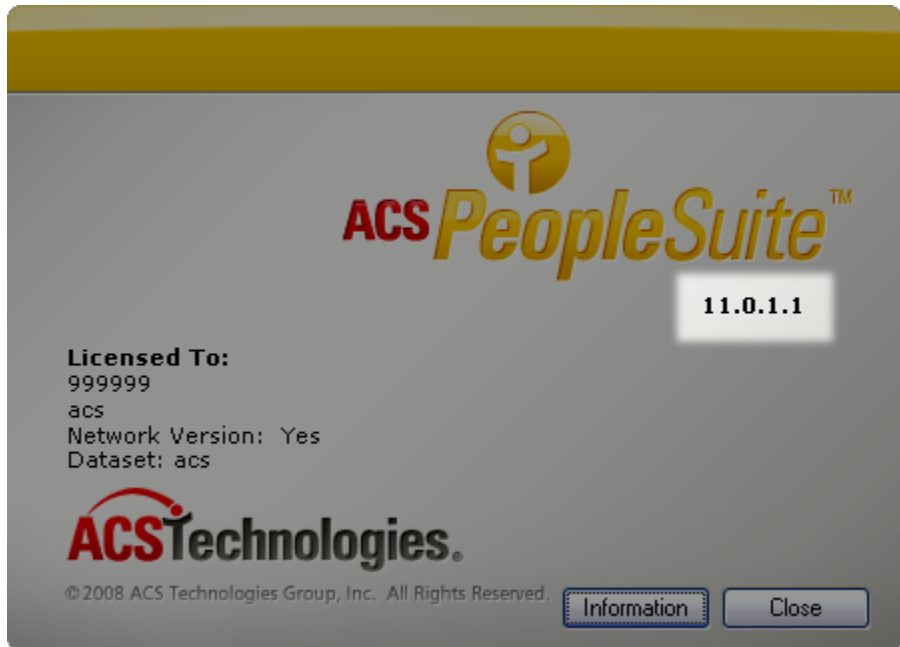 ACS PeopleSuite™
11.0.1.1
Licensed To:
999999
acs
Network Version: Yes
Dataset: acs
ACSTechnologies®
©2008 ACS Technologies Group, Inc. All Rights Reserved.
Information
Close